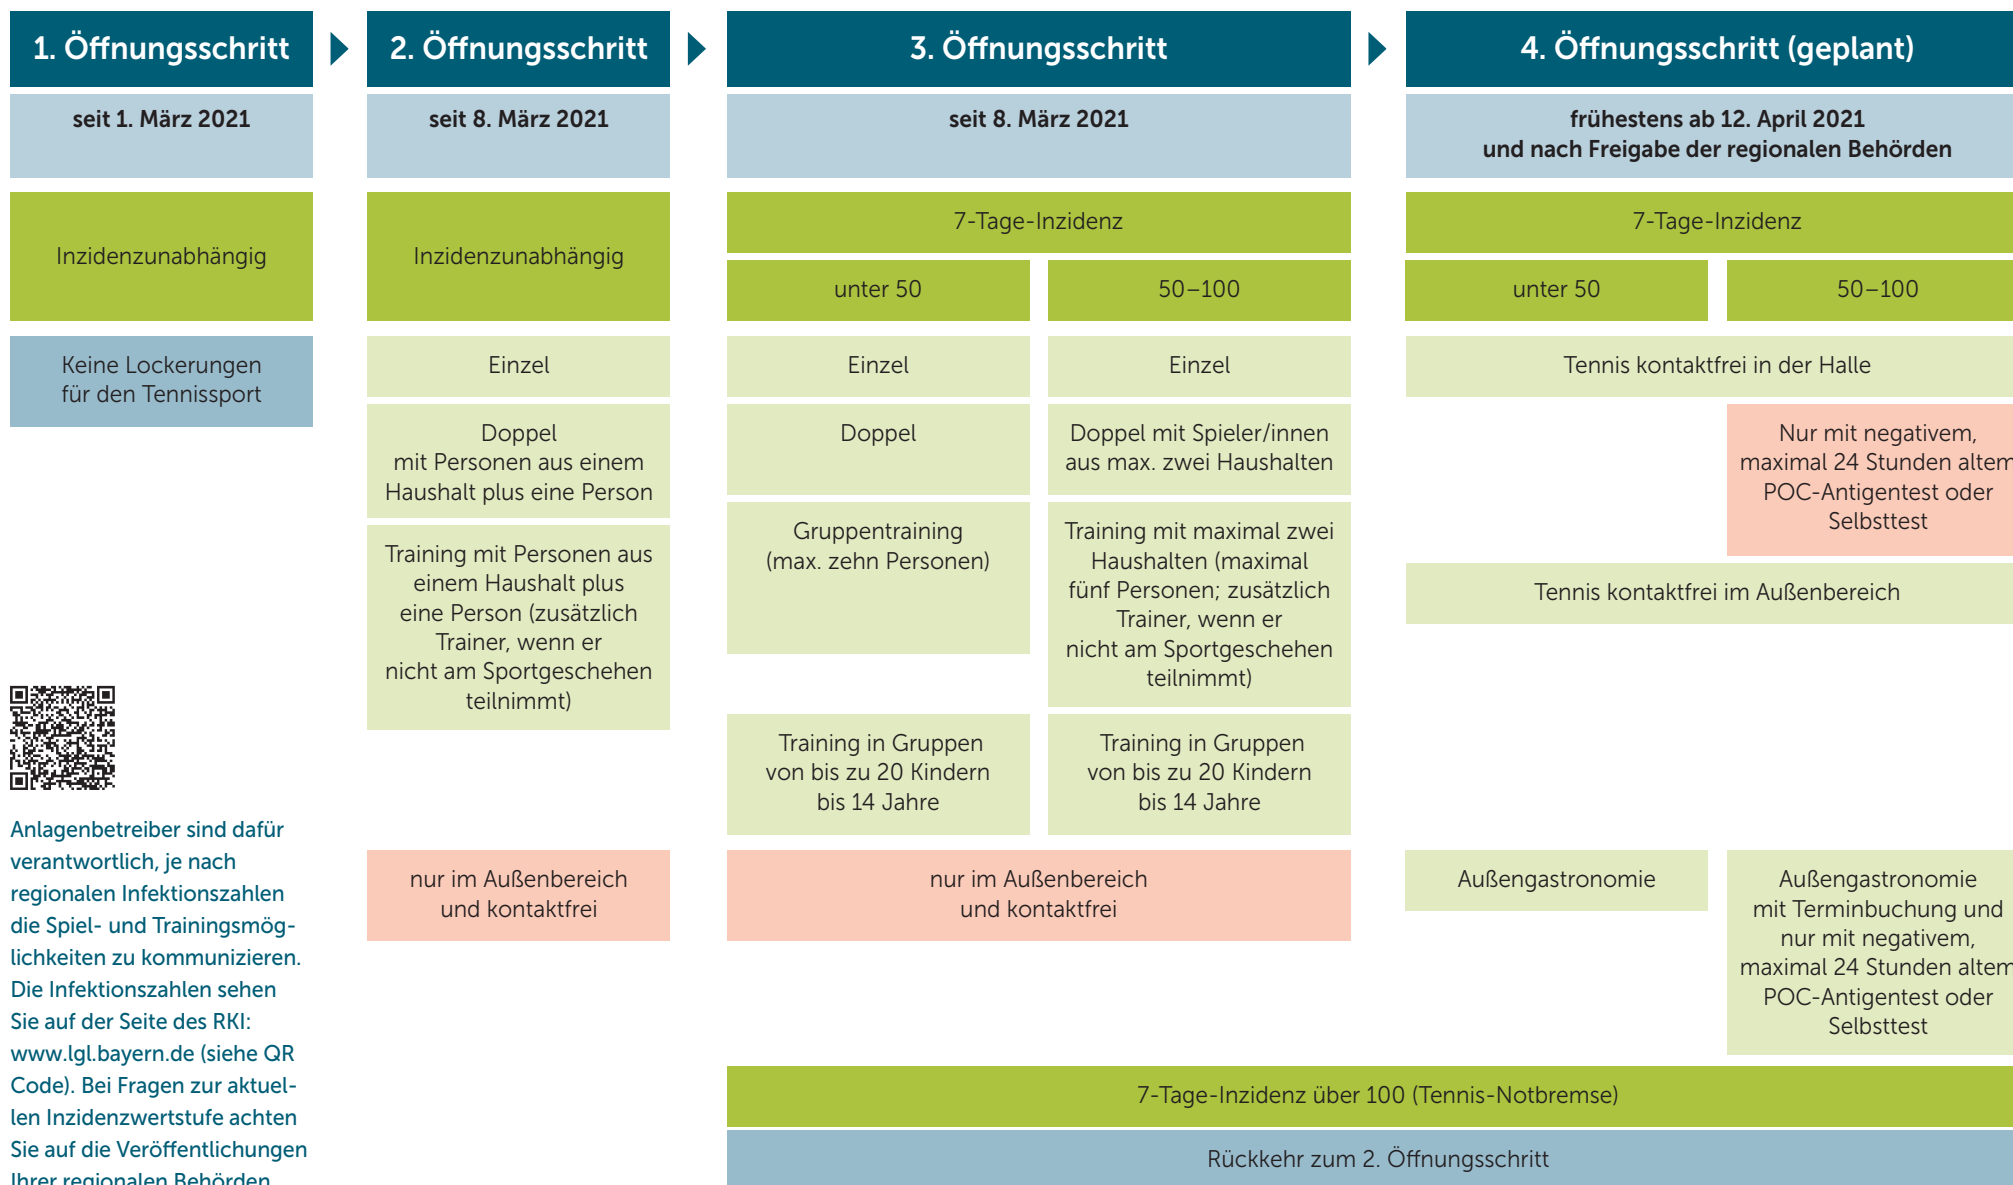 1. Öffnungsschritt
seit 1. März 2021
Inzidenzunabhängig
Keine Lockerungen
für den Tennissport
Anlagenbetreiber sind dafür
verantwortlich, je nach
regionalen Infektionszahlen
die Spiel- und Trainingsmög-
lichkeiten zu kommunizieren.
Die Infektionszahlen sehen
Sie auf der Seite des RKI:
www.lgl.bayern.de (siehe QR
Code). Bei Fragen zur aktuel-
len Inzidenzwertstufe achten
Sie auf die Veröffentlichungen
Ihrer regionalen Behörden
2. Öffnungsschritt
seit 8. März 2021
Inzidenzunabhängig
Einzel
Doppel
mit Personen aus einem
Haushalt plus eine Person
Training mit Personen aus
einem Haushalt plus
eine Person (zusätzlich
Trainer, wenn er
nicht am Sportgeschehen
teilnimmt)
nur im Außenbereich
und kontaktfrei
3. Öffnungsschritt
seit 8. März 2021
7-Tage-Inzidenz
unter 50
Einzel
Doppel
Gruppentraining
(max. zehn Personen)
Training in Gruppen
von bis zu 20 Kindern
bis 14 Jahre
50–100
Einzel
Doppel mit Spieler/innen
aus max. zwei Haushalten
Training mit maximal zwei
Haushalten (maximal
fünf Personen; zusätzlich
Trainer, wenn er
nicht am Sportgeschehen
teilnimmt)
Training in Gruppen
von bis zu 20 Kindern
bis 14 Jahre
nur im Außenbereich
und kontaktfrei
4. Öffnungsschritt (geplant)
frühestens ab 12. April 2021
und nach Freigabe der regionalen Behörden
7-Tage-Inzidenz
unter 50
50–100
Tennis kontaktfrei in der Halle
Nur mit negativem,
maximal 24 Stunden altem
POC-Antigentest oder
Selbsttest
Tennis kontaktfrei im Außenbereich
Außengastronomie
Außengastronomie
mit Terminbuchung und
nur mit negativem,
maximal 24 Stunden altem
POC-Antigentest oder
Selbsttest
7-Tage-Inzidenz über 100 (Tennis-Notbremse)
Rückkehr zum 2. Öffnungsschritt